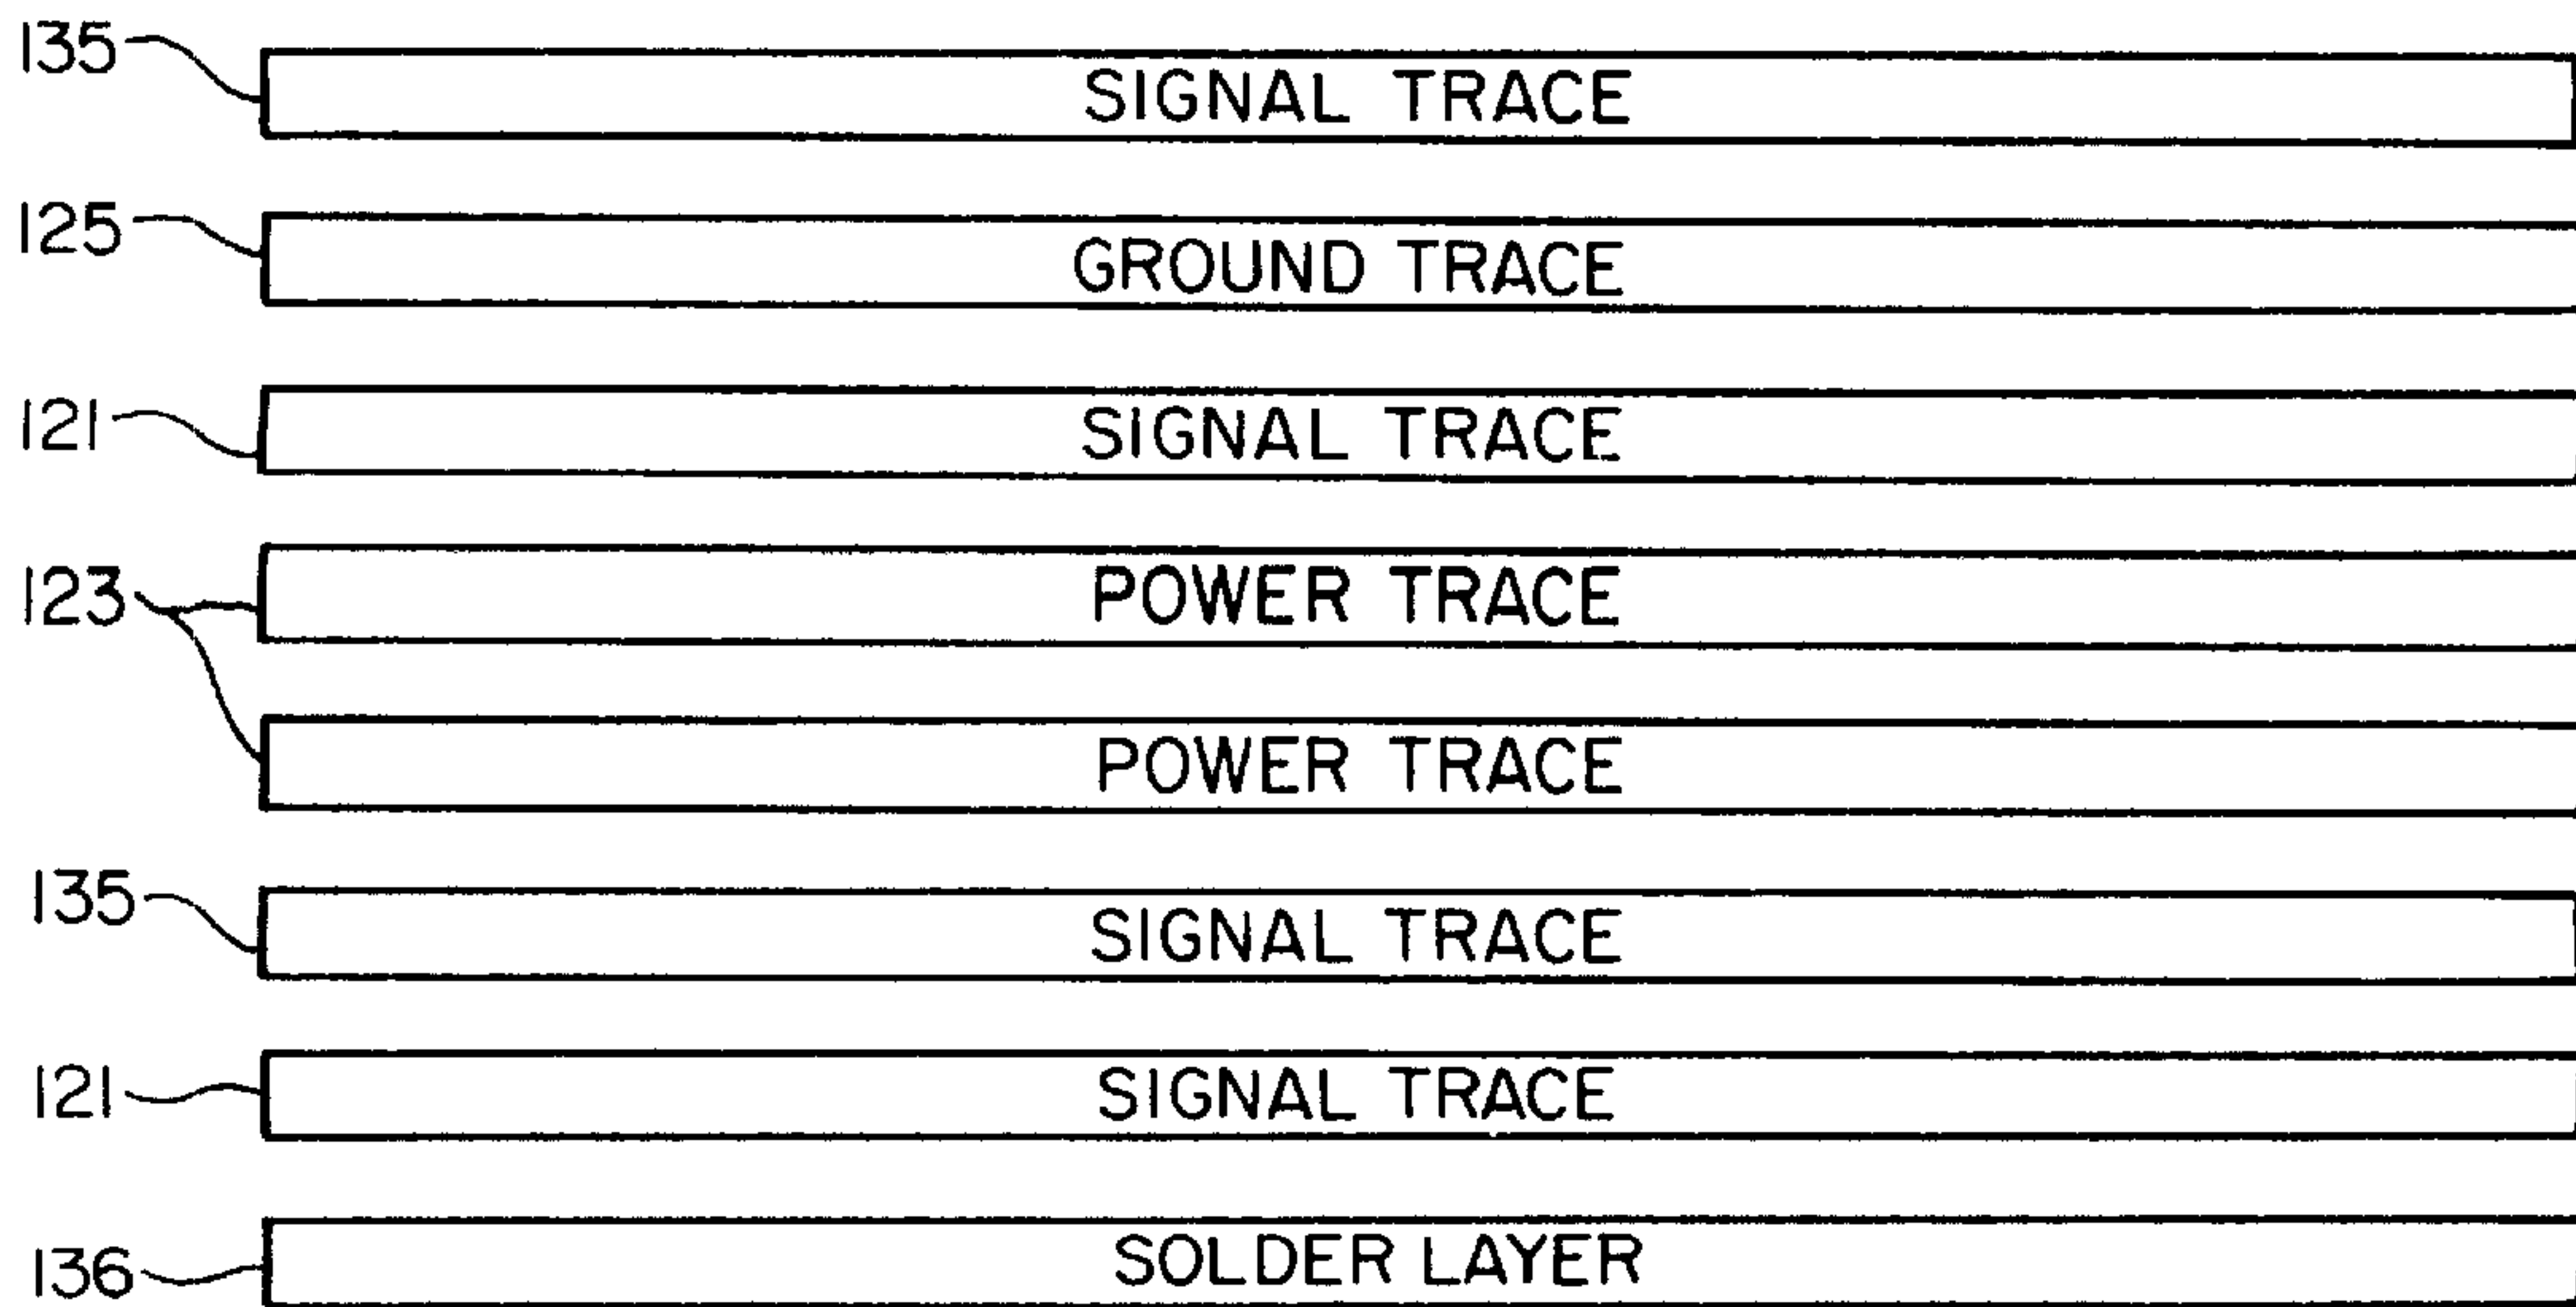 135 SIGNAL TRACE
125 GROUND TRACE
121 SIGNAL TRACE
123 POWER TRACE
POWER TRACE
135 SIGNAL TRACE
121 SIGNAL TRACE
136 SOLDER LAYER